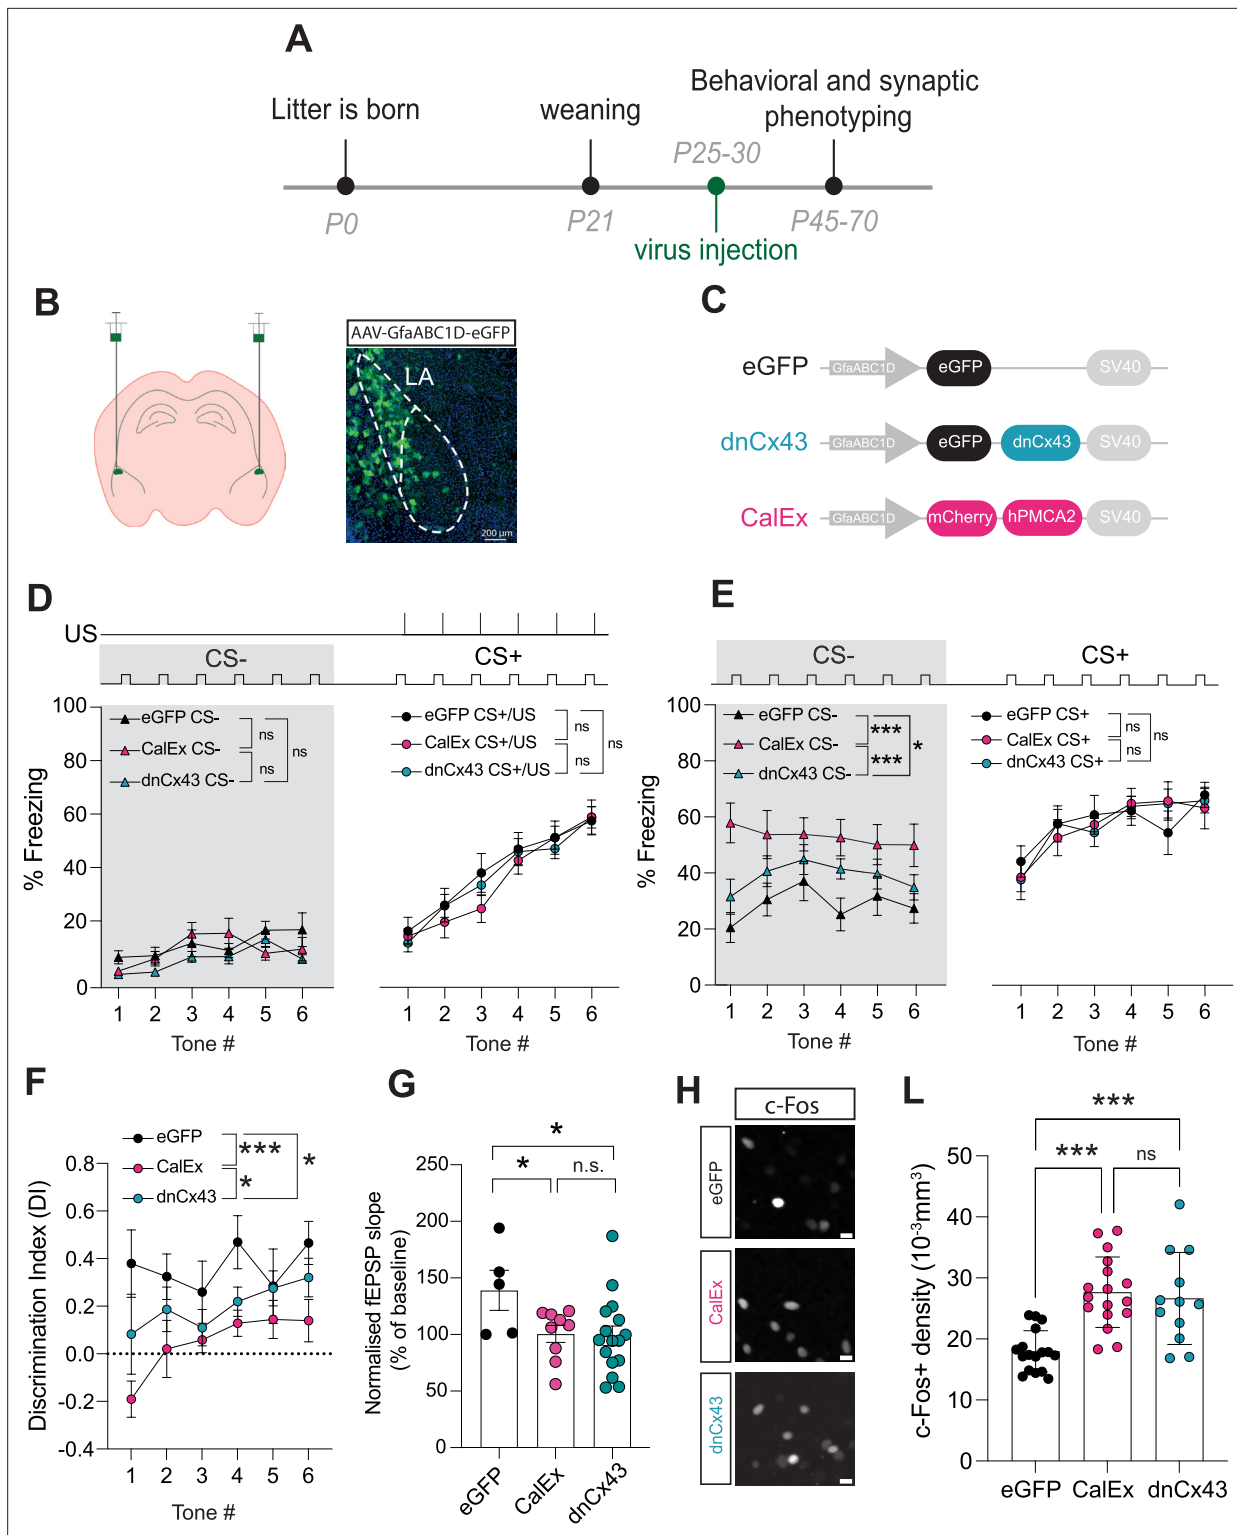 A
Litter is born
weaning
Behavioral and synaptic
phenotyping
P25-30
P0
P21
P45-70
virus injection
B
AAV-GfaABC1D-eGFP
LA
200 µm
C
eGFP
GfaABC1D
eGFP
SV40
dnCx43
GfaABC1D
eGFP
dnCx43
SV40
CalEx
GfaABC1D
mCherry
hPMCA2
SV40
D
US
CS-
CS+
100
80
60
40
20
0
% Freezing
eGFP CS-
CalEx CS-
dnCx43 CS-
ns
ns
ns
eGFP CS+/US
CalEx CS+/US
dnCx43 CS+/US
ns
ns
ns
1 2 3 4 5 6
Tone #
1 2 3 4 5 6
Tone #
E
CS-
CS+
100
80
60
40
20
0
% Freezing
eGFP CS-
CalEx CS-
dnCx43 CS-
***
***
*
eGFP CS+
CalEx CS+
dnCx43 CS+
ns
ns
ns
1 2 3 4 5 6
Tone #
1 2 3 4 5 6
Tone #
F
eGFP
CalEx
dnCx43
***
*
*
0.8
0.6
0.4
0.2
0.0
-0.2
-0.4
Discrimination Index (DI)
1 2 3 4 5 6
Tone #
G
*
*
n.s.
250
200
150
100
50
0
Normalised fEPSP slope
(% of baseline)
eGFP
CalEx
dnCx43
H
c-Fos
eGFP
CalEx
dnCx43
L
***
***
ns
50
40
30
20
10
0
c-Fos+ density (10⁻³mm³)
eGFP CalEx dnCx43